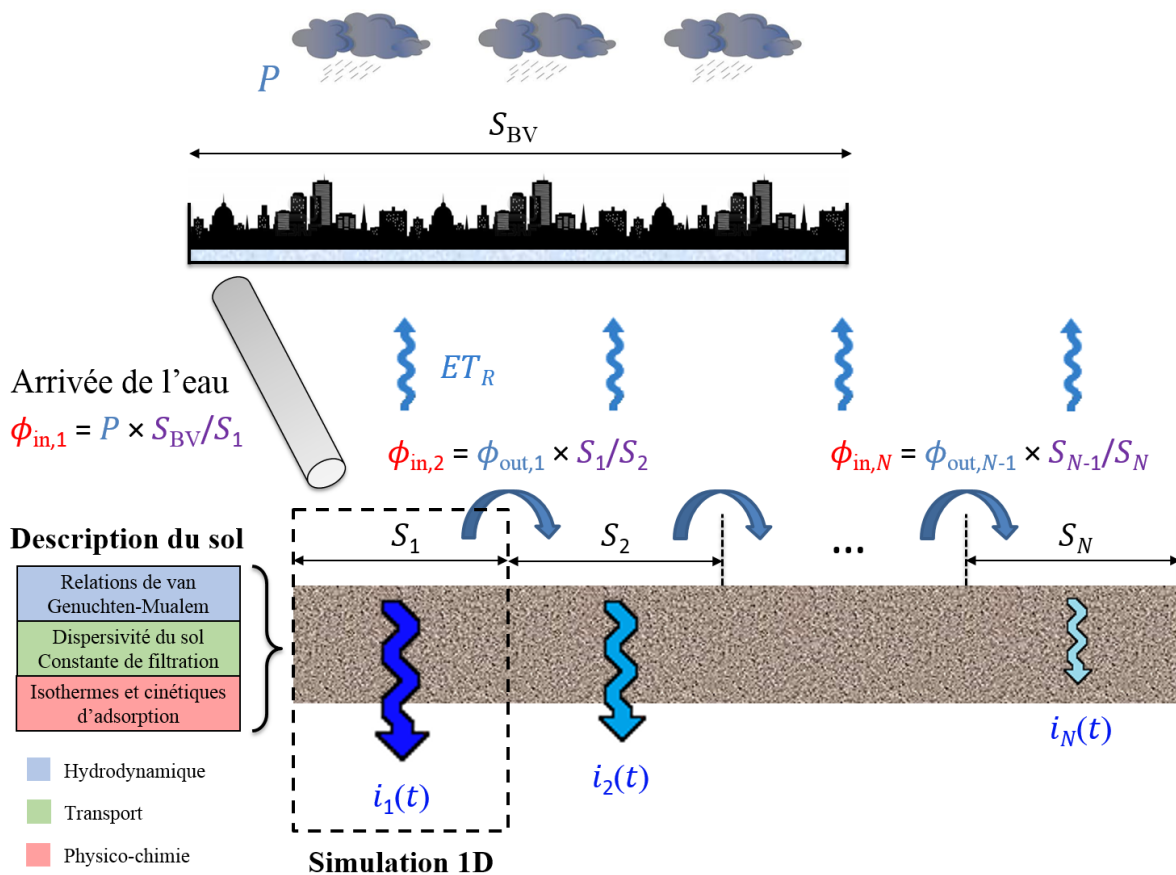 P
S_BV
ET_R
Arrivée de l’eau
ϕ_in,1 = P × S_BV/S_1
ϕ_in,2 = ϕ_out,1 × S_1/S_2
ϕ_in,N = ϕ_out,N-1 × S_N-1/S_N
Description du sol
S_1
S_2
...
S_N
Relations de van
Genuchten-Mualem
Dispersivité du sol
Constante de filtration
Isothermes et cinétiques
d’adsorption
i_1(t)
i_2(t)
i_N(t)
Hydrodynamique
Transport
Physico-chimie
Simulation 1D